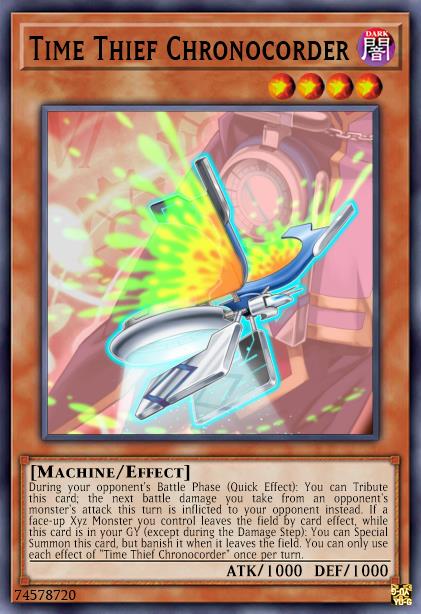 TIME THIEF CHRONOCORDER
DARK
闇
[MACHINE/EFFECT]
During your opponent's Battle Phase (Quick Effect): You can Tribute
this card; the next battle damage you take from an opponent's
monster's attack this turn is inflicted to your opponent instead. If a
face-up Xyz Monster you control leaves the field by card effect, while
this card is in your GY (except during the Damage Step): You can Special
Summon this card, but banish it when it leaves the field. You can only use
each effect of "Time Thief Chronocorder" once per turn.
ATK/1000 DEF/1000
74578720